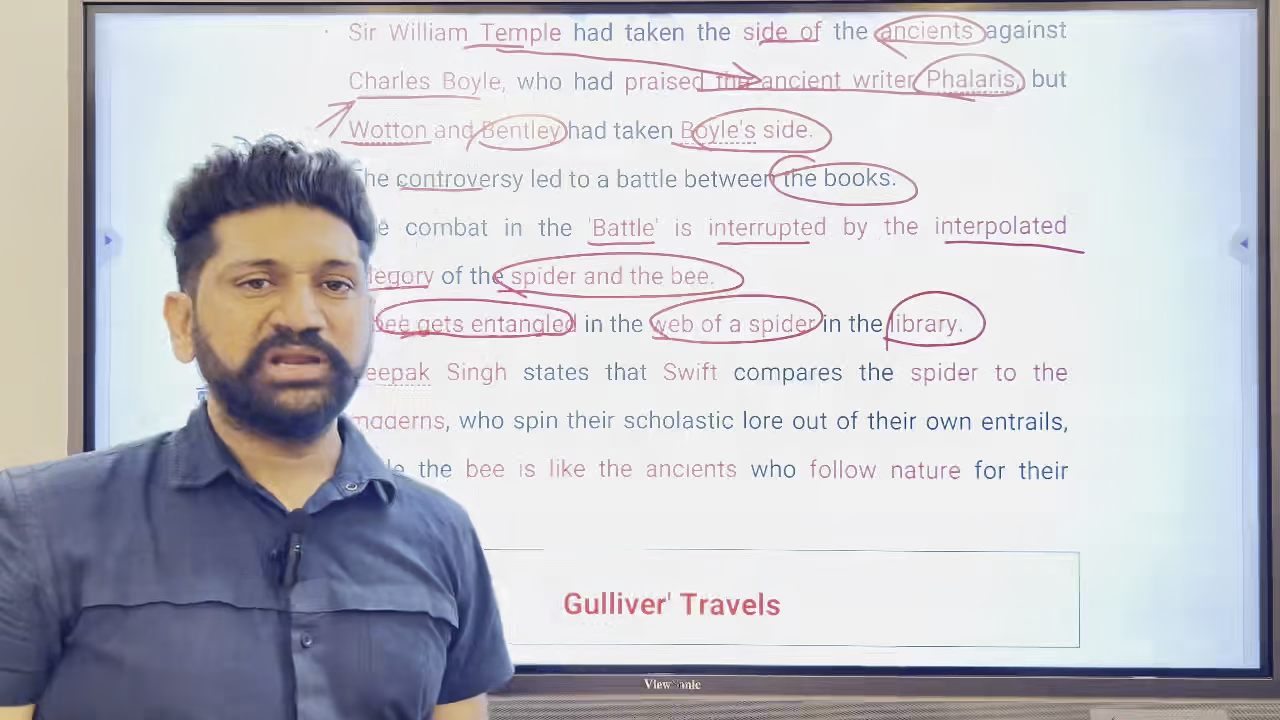 · Sir William Temple had taken the side of the ancients against
Charles Boyle, who had praised the ancient writer Phalaris, but
Wotton and Bentley had taken Boyle's side.
The controversy led to a battle between the books.
combat in the 'Battle' is interrupted by the interpolated
of the spider and the bee.
bee gets entangled in the web of a spider in the library.
Singh states that Swift compares the spider to the
who spin their scholastic lore out of their own entrails,
the bee is like the ancients who follow nature for their
Gulliver' Travels
ViewSonic